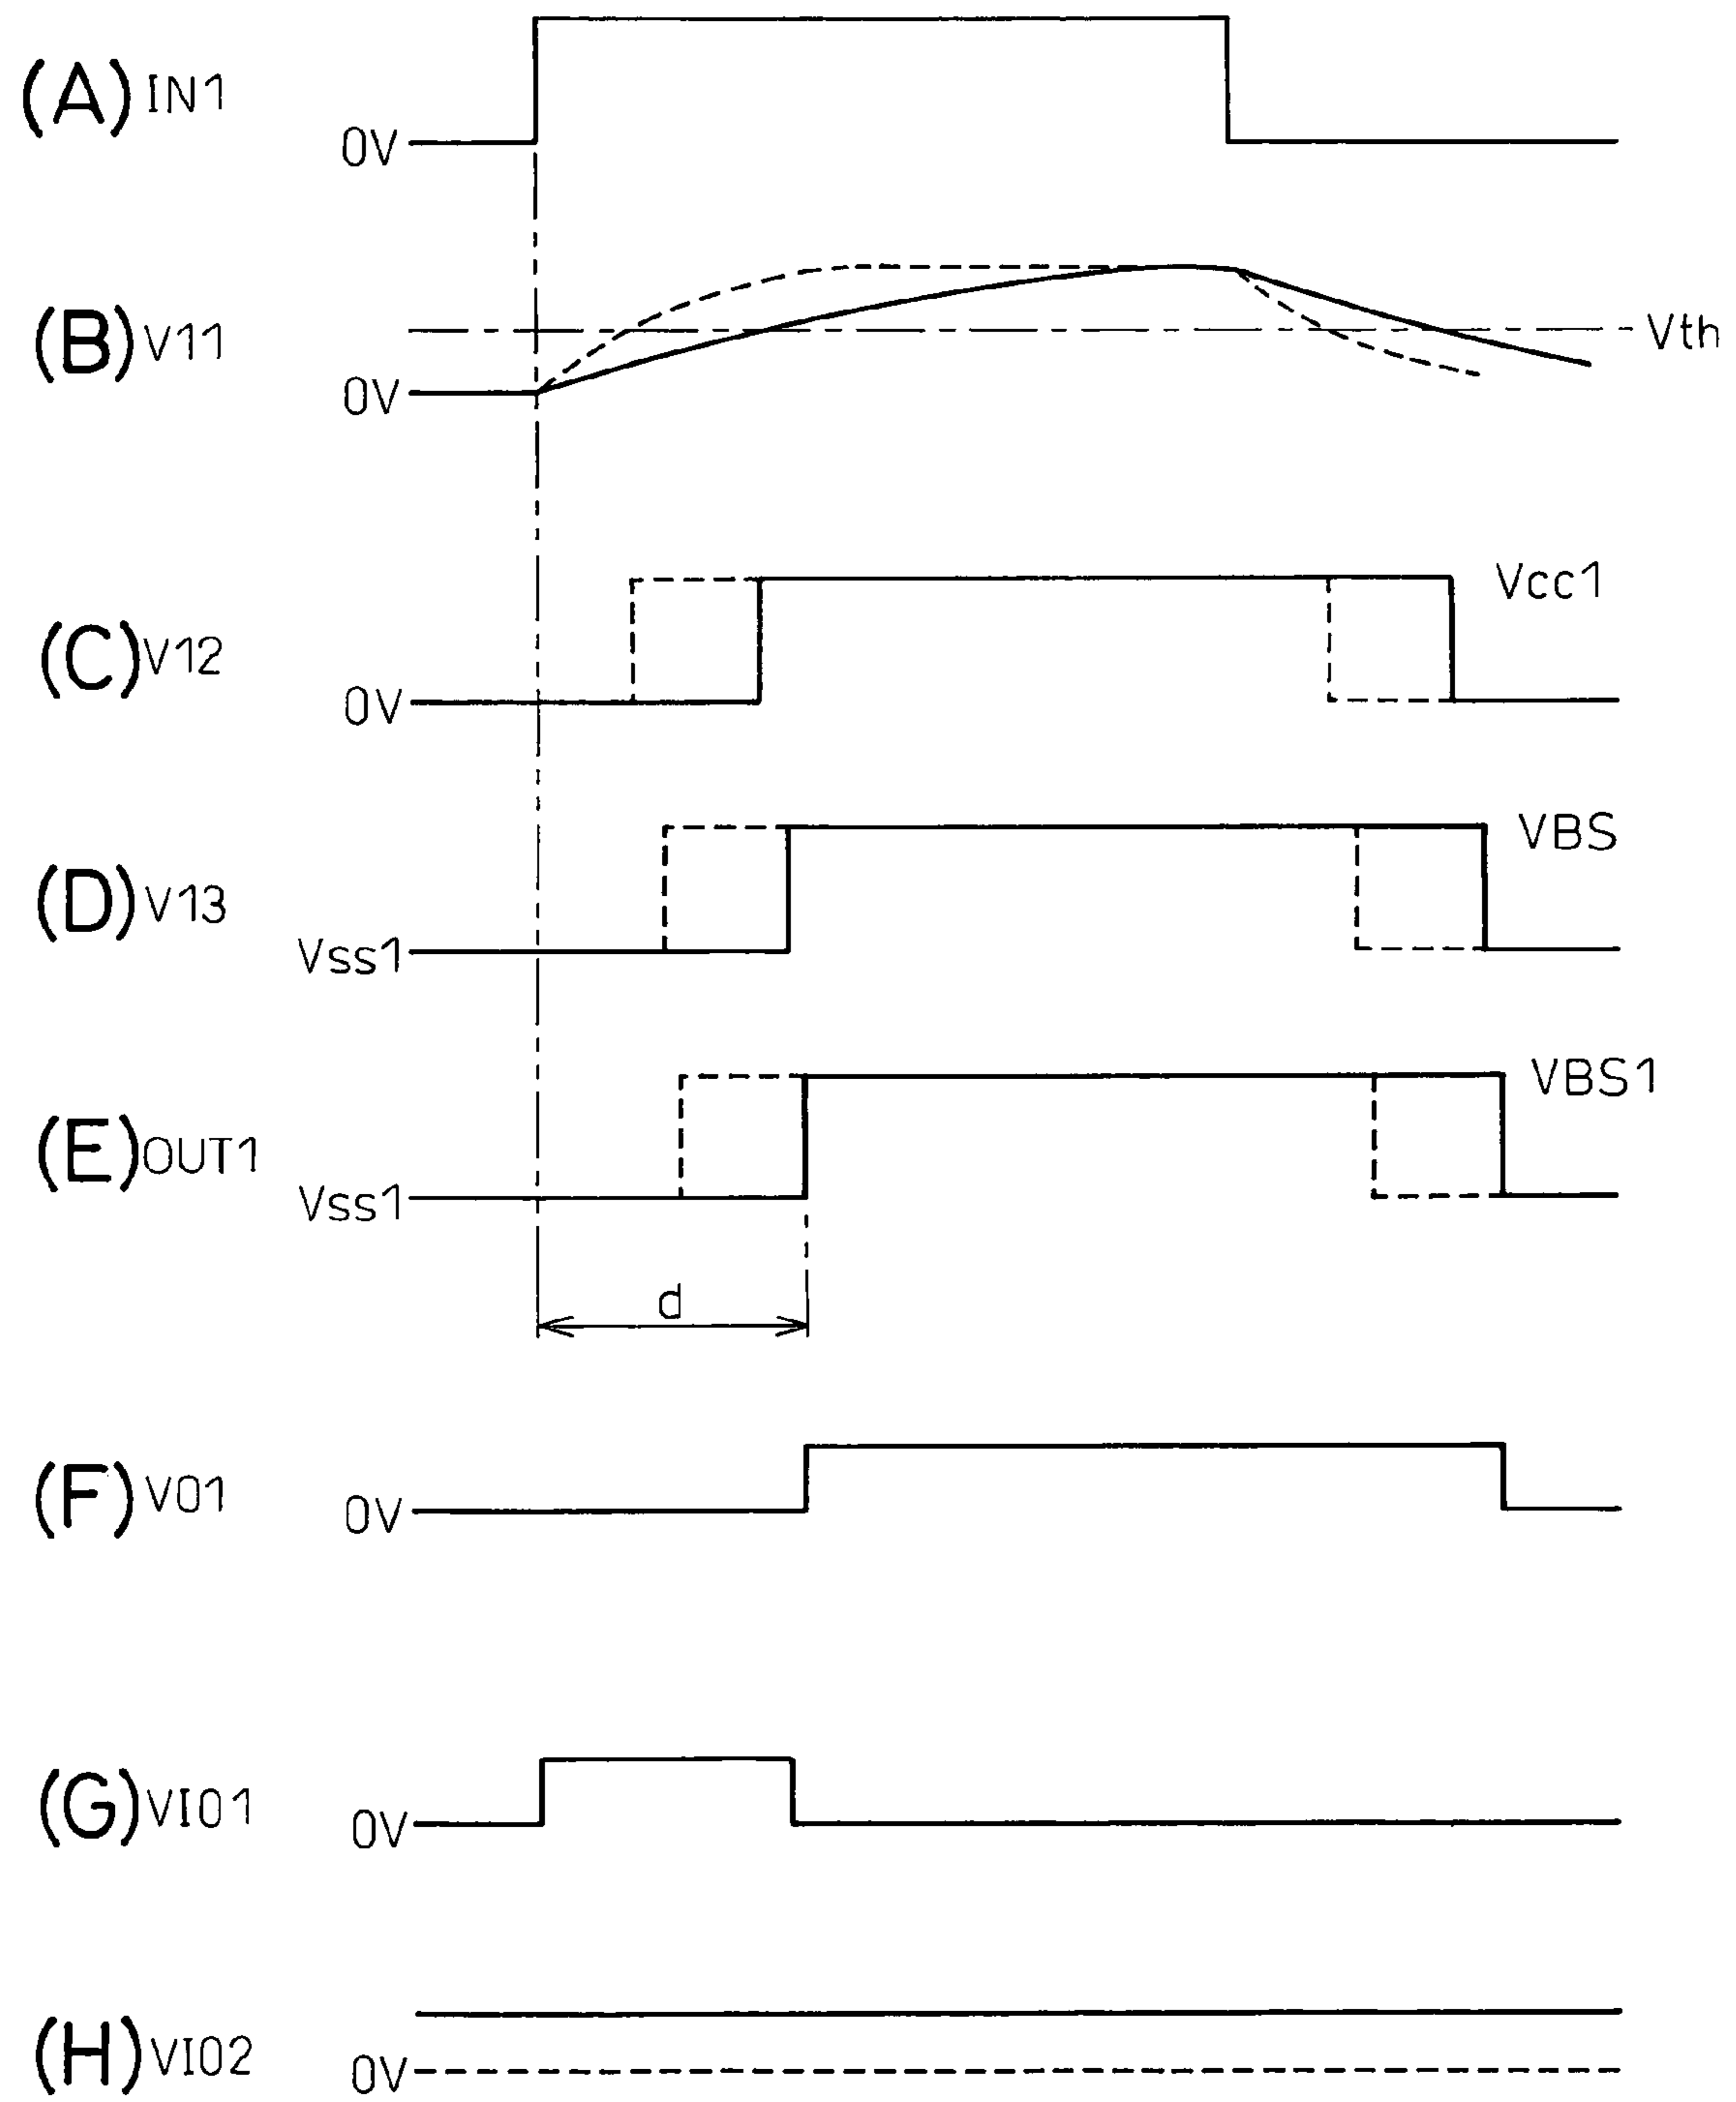 (A) IN1
0V
(B) V11
Vth
0V
(C) V12
Vcc1
0V
(D) V13
VBS
Vss1
(E) OUT1
VBS1
Vss1
d
(F) V01
0V
(G) VI01
0V
(H) VI02
0V